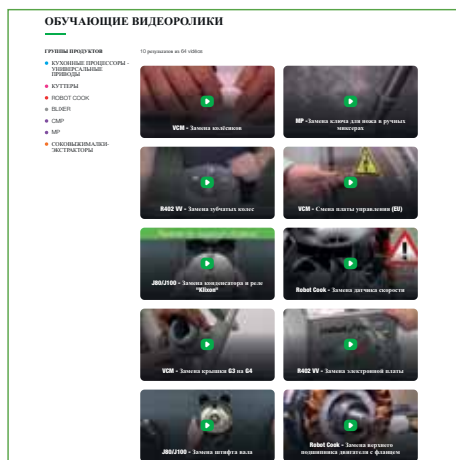 ОБУЧАЮЩИЕ ВИДЕОРОЛИКИ
ГРУППЫ ПРОДУКТОВ
КУХОННЫЕ ПРОЦЕССОРЫ -
УНИВЕРСАЛЬНЫЕ
ПРИВОДЫ
КУТТЕРЫ
ROBOT COOK
BLIXER
CMP
MP
СОКОВЫЖИМАЛКИ-
ЭКСТРАКТОРЫ
10 результатов из 64 vidéos
VCM - Замена колёсиков
MP -Замена ключа для ножа в ручных
миксерах
R402 VV - Замена зубчатых колес
VCM - Смена платы управления (EU)
J80/J100 - Замена конденсатора и реле
"Klixon"
Robot Cook - Замена датчика скорости
VCM - Замена крышки G3 на G4
R402 VV - Замена электронной платы
J80/J100 - Замена штифта вала
Robot Cook - Замена верхнего
подшипника двигателя с фланцем